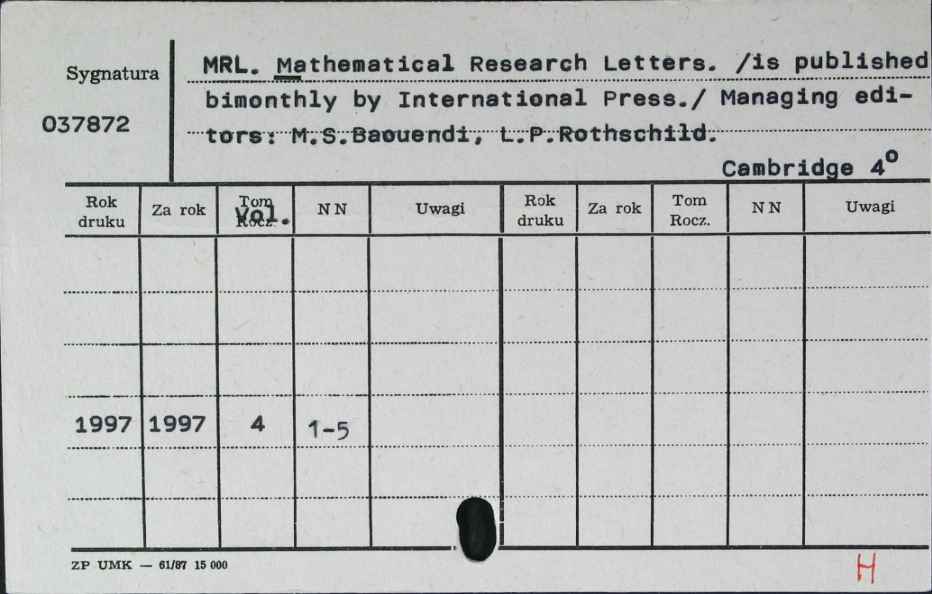 Sygnatura
037872
MRL. Mathematical Research Letters. /is published
bimonthly by International Press./ Managing edi-
tors: M.S.Baouendi, L.P.Rothschild.
Cambridge 4°
Rok druku Za rok Tom Rocz. Vol. NN Uwagi Rok druku Za rok Tom Rocz. NN Uwagi
1997 1997 4 1-5
ZP UMK — 61/87 15 000
H